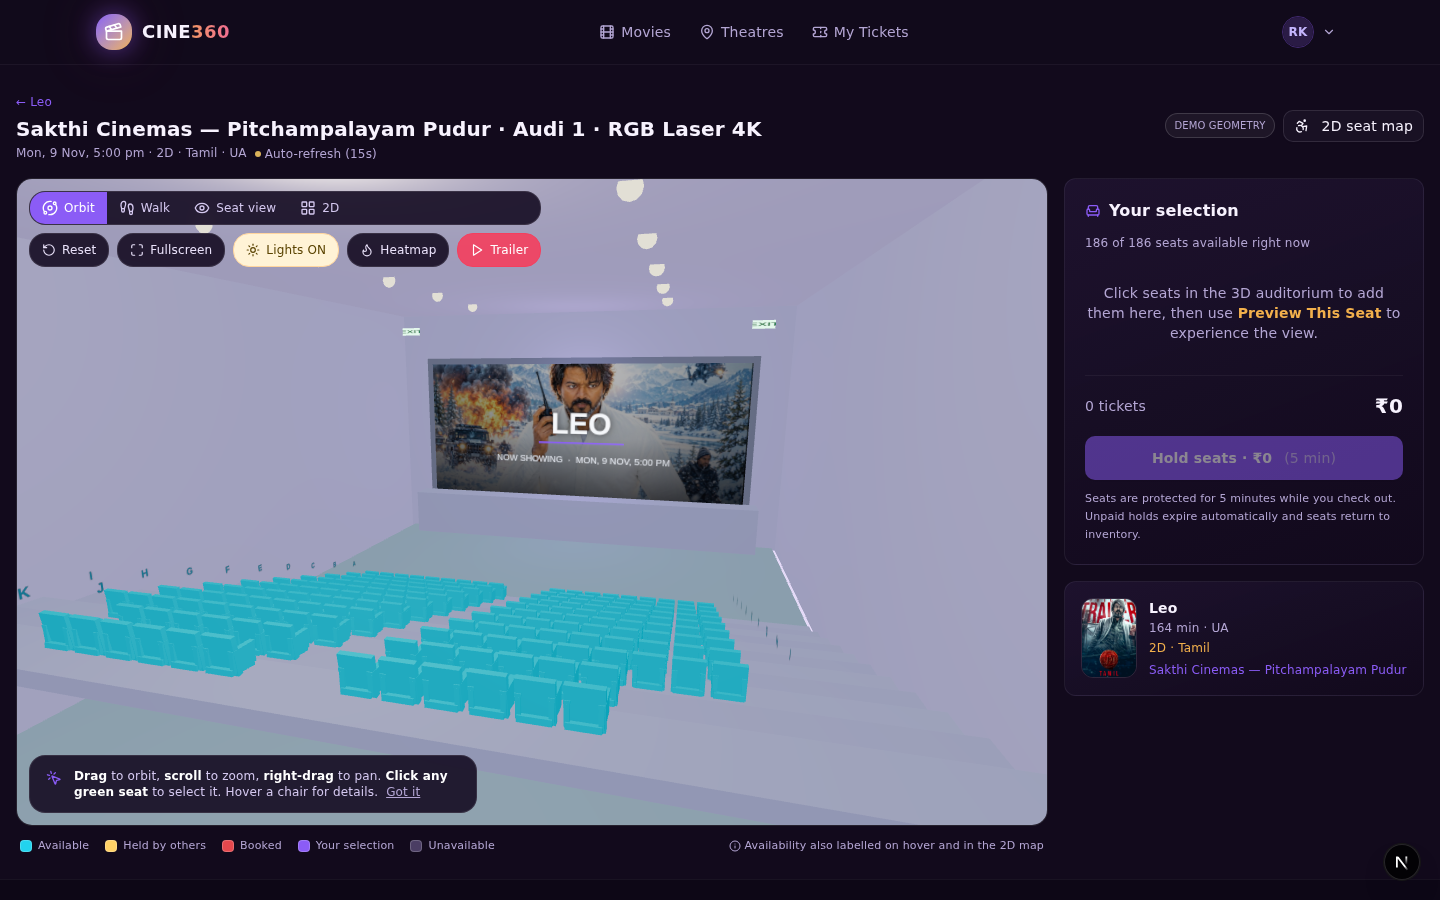 CINE360
Movies
Theatres
My Tickets
RK
← Leo
Sakthi Cinemas — Pitchampalayam Pudur · Audi 1 · RGB Laser 4K
Mon, 9 Nov, 5:00 pm · 2D · Tamil · UA
Auto-refresh (15s)
DEMO GEOMETRY
2D seat map
Orbit
Walk
Seat view
2D
Reset
Fullscreen
Lights ON
Heatmap
Trailer
EXIT
EXIT
LEO
NOW SHOWING · MON, 9 NOV, 5:00 PM
K
J
I
H
G
F
E
D
C
B
A
Drag to orbit, scroll to zoom, right-drag to pan. Click any
green seat to select it. Hover a chair for details. Got it
Available
Held by others
Booked
Your selection
Unavailable
Availability also labelled on hover and in the 2D map
Your selection
186 of 186 seats available right now
Click seats in the 3D auditorium to add
them here, then use Preview This Seat to
experience the view.
0 tickets
₹0
Hold seats · ₹0 (5 min)
Seats are protected for 5 minutes while you check out.
Unpaid holds expire automatically and seats return to
inventory.
TAMIL
Leo
164 min · UA
2D · Tamil
Sakthi Cinemas — Pitchampalayam Pudur
N